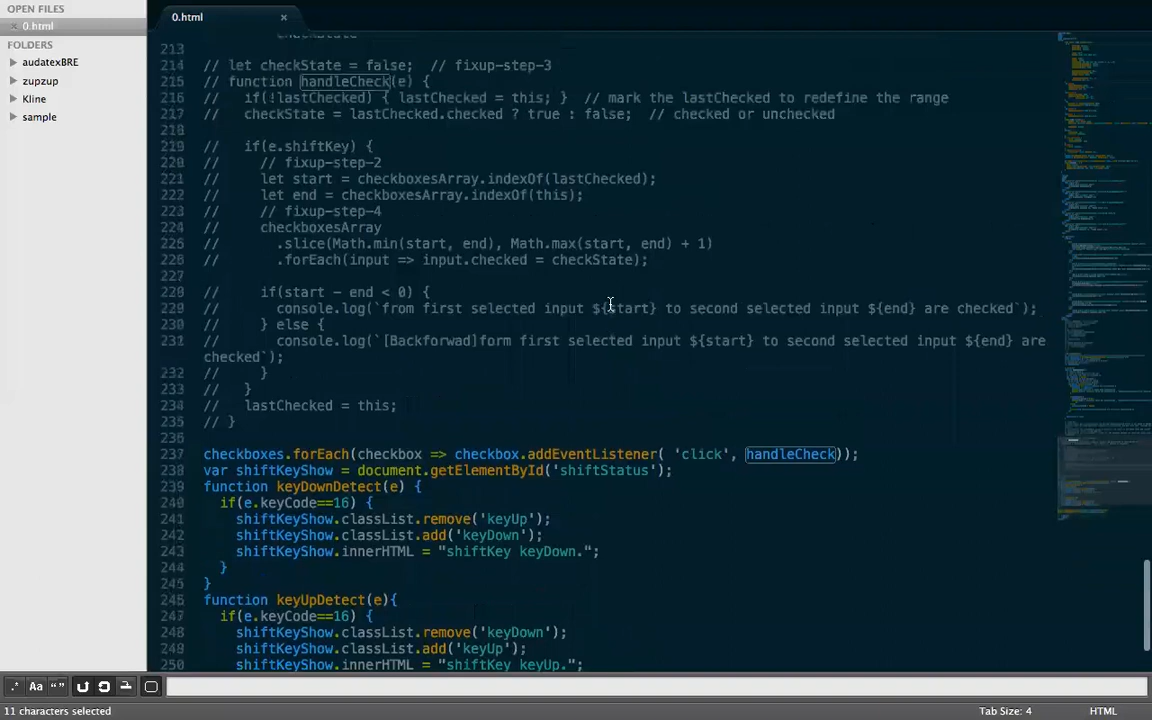 OPEN FILES
× 0.html
FOLDERS
audatexBRE
zupzup
Kline
sample
0.html ×
213
214 // let checkState = false;  // fixup-step-3
215 // function handleCheck(e) {
216 //   if(!lastChecked) { lastChecked = this; }  // mark the lastChecked to redefine the range
217 //   checkState = lastChecked.checked ? true : false;  // checked or unchecked
218
219 //   if(e.shiftKey) {
220 //     // fixup-step-2
221 //     let start = checkboxesArray.indexOf(lastChecked);
222 //     let end = checkboxesArray.indexOf(this);
223 //     // fixup-step-4
224 //     checkboxesArray
225 //       .slice(Math.min(start, end), Math.max(start, end) + 1)
226 //       .forEach(input => input.checked = checkState);
227
228 //     if(start - end < 0) {
229 //       console.log(`from first selected input ${start} to second selected input ${end} are checked`);
230 //     } else {
231 //       console.log(`[Backforwad]form first selected input ${start} to second selected input ${end} are
checked`);
232 //     }
233 //   }
234 //   lastChecked = this;
235 // }
236
237 checkboxes.forEach(checkbox => checkbox.addEventListener( 'click', handleCheck));
238 var shiftKeyShow = document.getElementById('shiftStatus');
239 function keyDownDetect(e) {
240   if(e.keyCode==16) {
241     shiftKeyShow.classList.remove('keyUp');
242     shiftKeyShow.classList.add('keyDown');
243     shiftKeyShow.innerHTML = "shiftKey keyDown.";
244   }
245 }
246 function keyUpDetect(e){
247   if(e.keyCode==16) {
248     shiftKeyShow.classList.remove('keyDown');
249     shiftKeyShow.classList.add('keyUp');
250     shiftKeyShow.innerHTML = "shiftKey keyUp.";
.* Aa “ ”
11 characters selected
Tab Size: 4
HTML